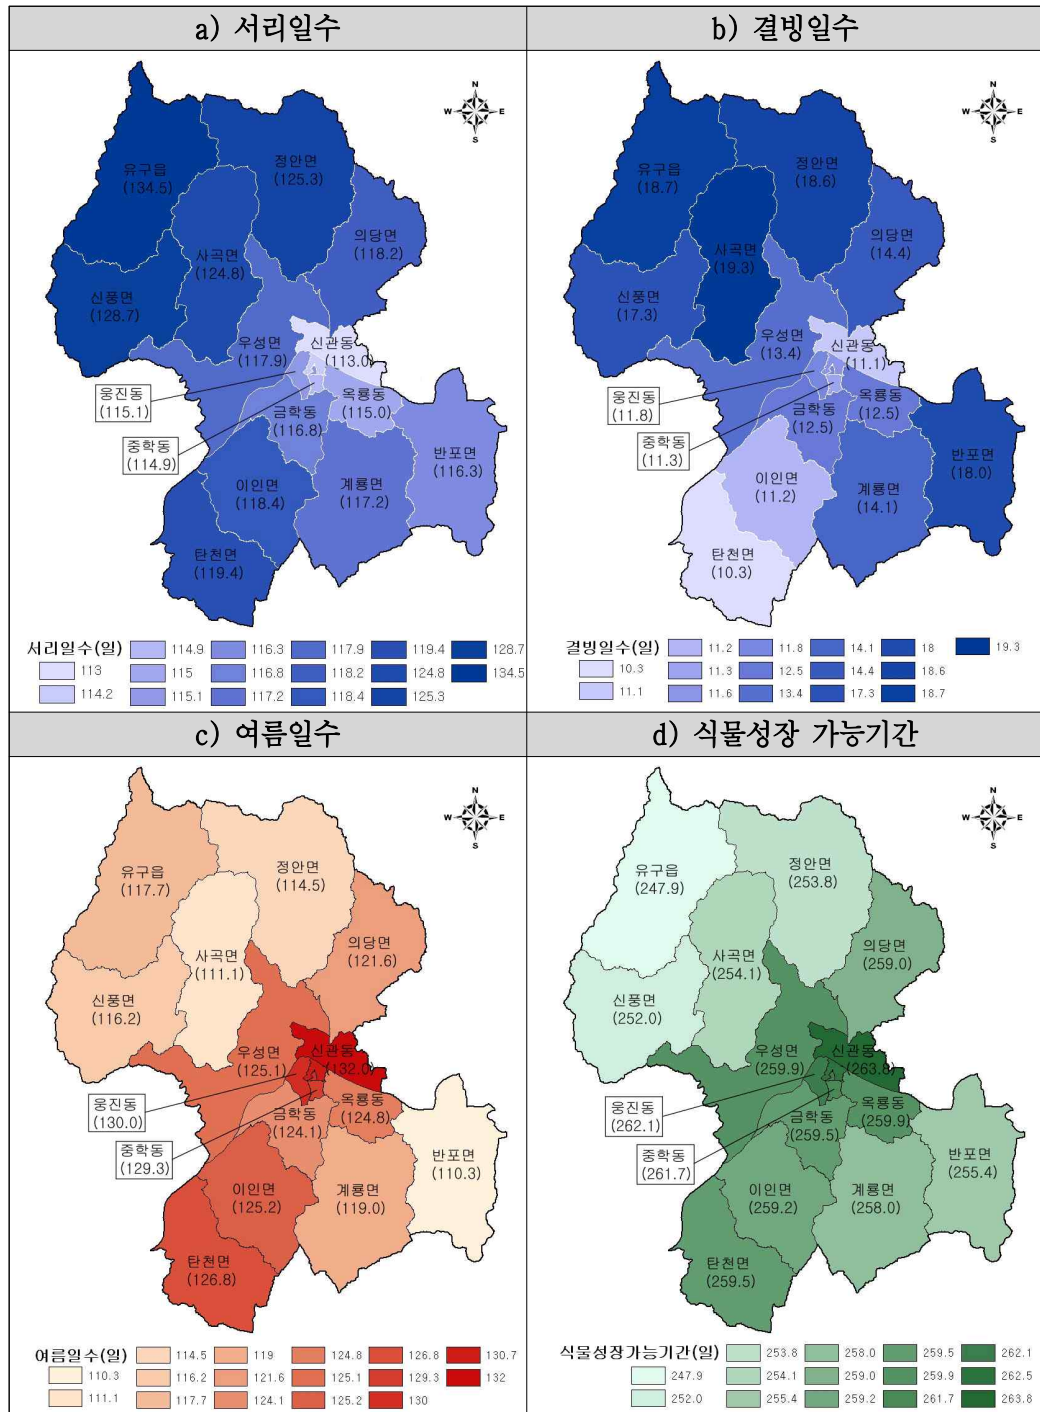 a) 서리일수
b) 결빙일수
N
W E
S
유구읍
(134.5)
정안면
(125.3)
의당면
(118.2)
사곡면
(124.8)
신풍면
(128.7)
우성면
(117.9)
신관동
(113.0)
웅진동
(115.1)
옥룡동
(115.0)
금학동
(116.8)
중학동
(114.9)
반포면
(116.3)
이인면
(118.4)
계룡면
(117.2)
탄천면
(119.4)
서리일수(일)
113
114.2
114.9
115
115.1
116.3
116.8
117.2
117.9
118.2
118.4
119.4
124.8
125.3
128.7
134.5
N
W E
S
유구읍
(18.7)
정안면
(18.6)
의당면
(14.4)
사곡면
(19.3)
신풍면
(17.3)
우성면
(13.4)
신관동
(11.1)
웅진동
(11.8)
옥룡동
(12.5)
금학동
(12.5)
중학동
(11.3)
반포면
(18.0)
이인면
(11.2)
계룡면
(14.1)
탄천면
(10.3)
결빙일수(일)
10.3
11.1
11.2
11.3
11.6
11.8
12.5
13.4
14.1
14.4
17.3
18
18.6
18.7
19.3
c) 여름일수
d) 식물성장 가능기간
N
W E
S
유구읍
(117.7)
정안면
(114.5)
의당면
(121.6)
사곡면
(111.1)
신풍면
(116.2)
우성면
(125.1)
신관동
(132.0)
웅진동
(130.0)
옥룡동
(124.8)
금학동
(124.1)
중학동
(129.3)
반포면
(110.3)
이인면
(125.2)
계룡면
(119.0)
탄천면
(126.8)
여름일수(일)
110.3
111.1
114.5
116.2
117.7
119
121.6
124.1
124.8
125.1
125.2
126.8
129.3
130
130.7
132
N
W E
S
유구읍
(247.9)
정안면
(253.8)
의당면
(259.0)
사곡면
(254.1)
신풍면
(252.0)
우성면
(259.9)
신관동
(263.8)
웅진동
(262.1)
옥룡동
(259.9)
금학동
(259.5)
중학동
(261.7)
반포면
(255.4)
이인면
(259.2)
계룡면
(258.0)
탄천면
(259.5)
식물성장가능기간(일)
247.9
252.0
253.8
254.1
255.4
258.0
259.0
259.2
259.5
259.9
261.7
262.1
262.5
263.8